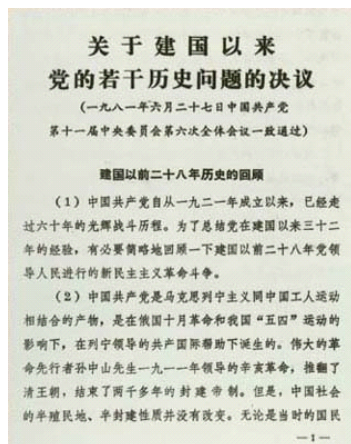 关于建国以来
党的若干历史问题的决议
(一九八一年六月二十七日中国共产党
第十一届中央委员会第六次全体会议一致通过)
建国以前二十八年历史的回顾
(1)中国共产党自从一九二一年成立以来,已经走
过六十年的光辉战斗历程。为了总结党在建国以来三十二
年的经验,有必要简略地回顾一下建国以前二十八年党领
导人民进行的新民主主义革命斗争。
(2)中国共产党是马克思列宁主义同中国工人运动
相结合的产物,是在俄国十月革命和我国“五四”运动的
影响下,在列宁领导的共产国际帮助下诞生的。伟大的革
命先行者孙中山先生一九一一年领导的辛亥革命,推翻了
清王朝,结束了两千多年的封建帝制。但是,中国社会
的半殖民地、半封建性质并没有改变。无论是当时的国民
—1—